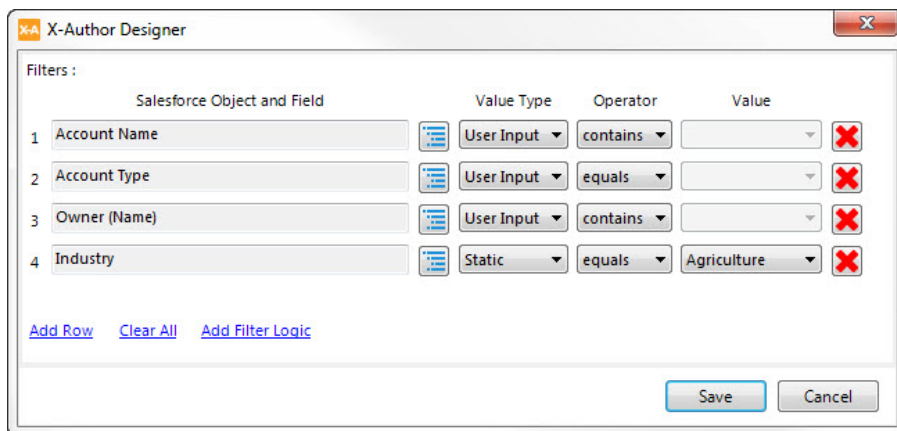 X-A X-Author Designer
Filters :
Salesforce Object and Field Value Type Operator Value
1 Account Name User Input contains
2 Account Type User Input equals
3 Owner (Name) User Input contains
4 Industry Static equals Agriculture
Add Row Clear All Add Filter Logic
Save Cancel